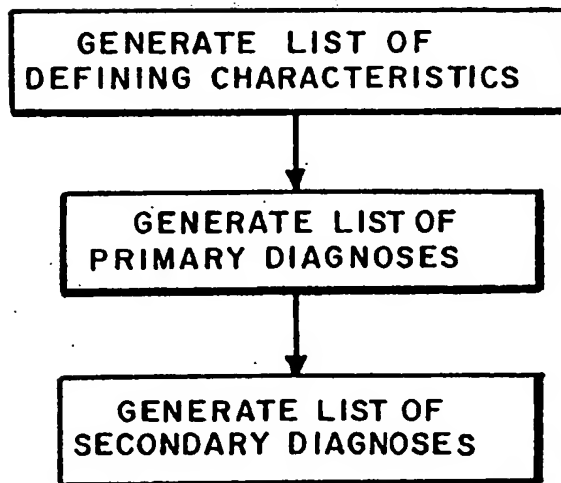 GENERATE LIST OF
DEFINING CHARACTERISTICS
GENERATE LIST OF
PRIMARY DIAGNOSES
GENERATE LIST OF
SECONDARY DIAGNOSES